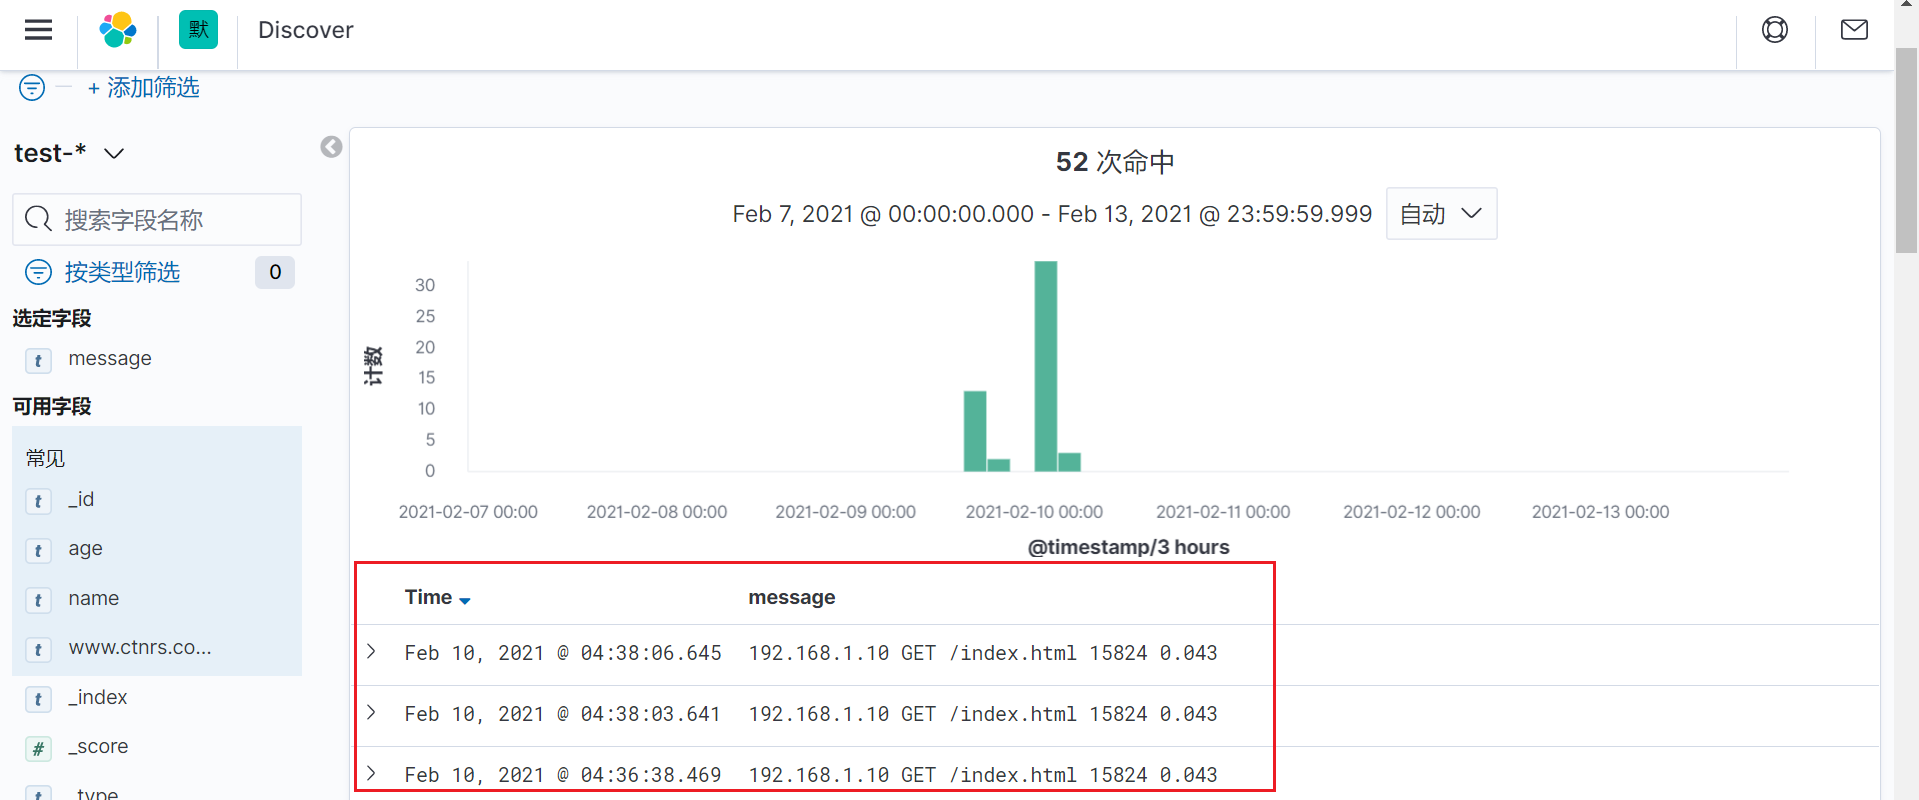 默 Discover
+ 添加筛选
test-*
搜索字段名称
按类型筛选 0
选定字段
t message
可用字段
常见
t _id
t age
t name
t www.ctnrs.co...
t _index
# _score
t _type
52 次命中
Feb 7, 2021 @ 00:00:00.000 - Feb 13, 2021 @ 23:59:59.999 自动
30
25
20
15
10
5
0
计数
2021-02-07 00:00 2021-02-08 00:00 2021-02-09 00:00 2021-02-10 00:00 2021-02-11 00:00 2021-02-12 00:00 2021-02-13 00:00
@timestamp/3 hours
Time message
Feb 10, 2021 @ 04:38:06.645 192.168.1.10 GET /index.html 15824 0.043
Feb 10, 2021 @ 04:38:03.641 192.168.1.10 GET /index.html 15824 0.043
Feb 10, 2021 @ 04:36:38.469 192.168.1.10 GET /index.html 15824 0.043